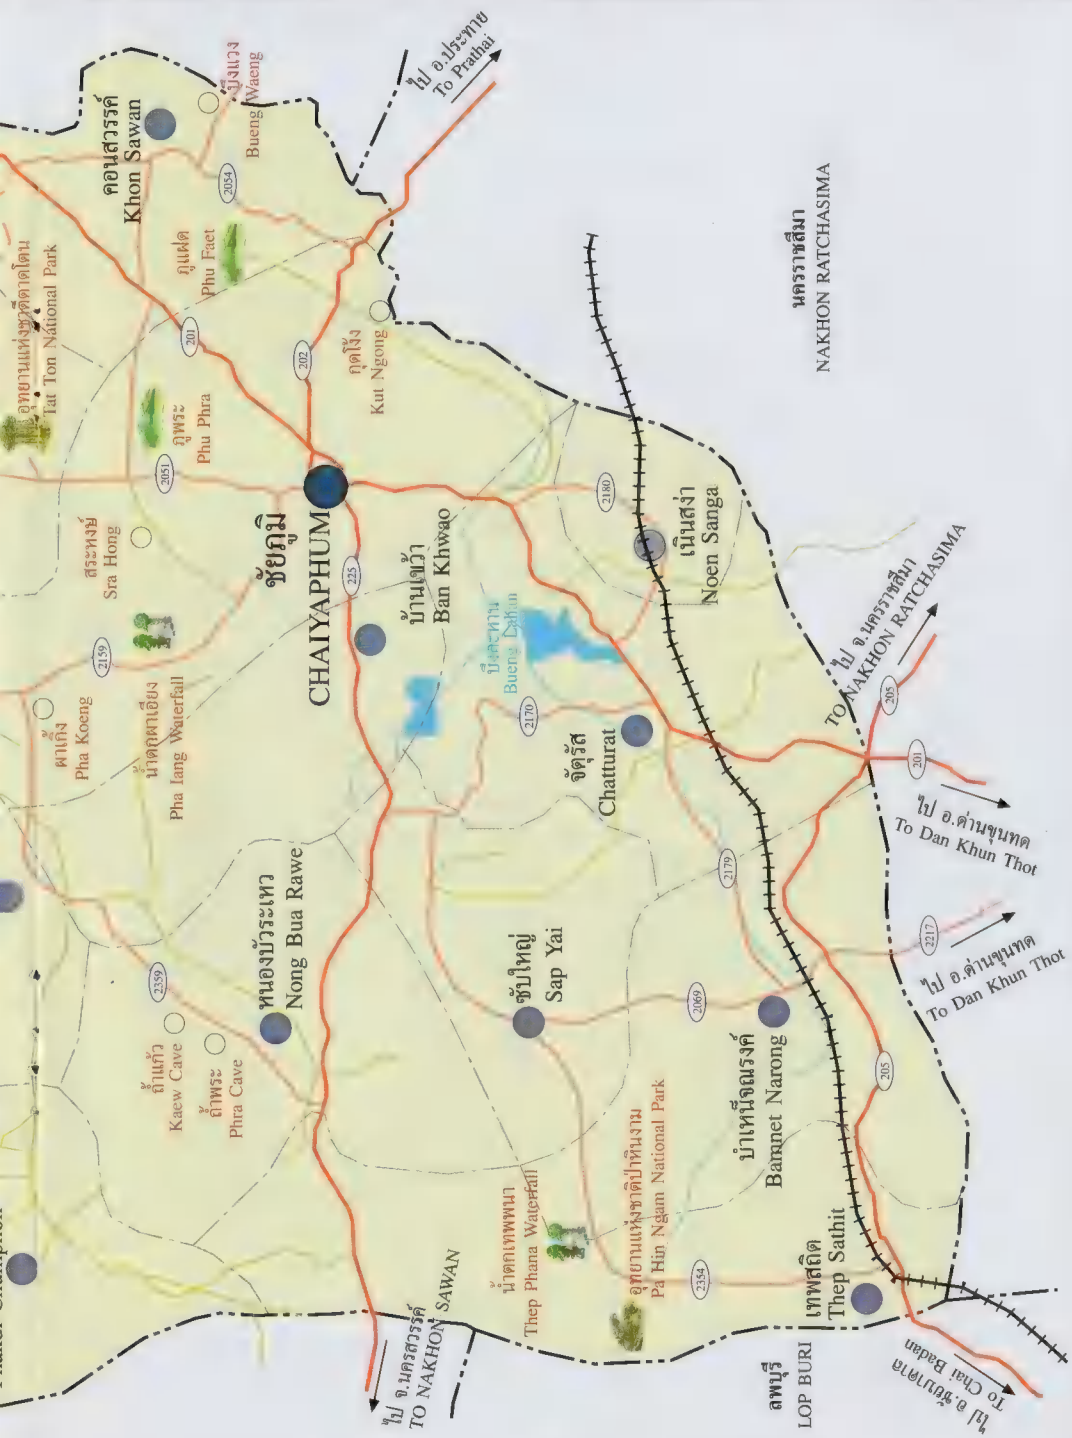 คอนสวรรค์
Khon Sawan
บึงแวง
Bueng Waeng
ไป อ.ประทาย
To Prathai
2054
อุทยานแห่งชาติตาดโตน
Tat Ton National Park
ภูแฝด
Phu Faet
201
202
ภูพระ
Phu Phra
กุดโง้ง
Kut Ngong
นครราชสีมา
NAKHON RATCHASIMA
2051
สระหงษ์
Sra Hong
ชัยภูมิ
CHAIYAPHUM
225
บ้านเขว้า
Ban Khwao
2180
เนินสง่า
Noen Sanga
บึงละหาน
Bueng Lahan
2159
ผาเกิ้ง
Pha Koeng
น้ำตกผาเอียง
Pha Iang Waterfall
2170
จัตุรัส
Chatturat
ไป จ.นครราชสีมา
TO NAKHON RATCHASIMA
205
201
ไป อ.ด่านขุนทด
To Dan Khun Thot
2179
2217
ไป อ.ด่านขุนทด
To Dan Khun Thot
หนองบัวระเหว
Nong Bua Rawe
2359
ถ้ำแก้ว
Kaew Cave
ถ้ำพระ
Phra Cave
ซับใหญ่
Sap Yai
2069
บำเหน็จณรงค์
Bamnet Narong
205
น้ำตกเทพพนา
Thep Phana Waterfall
อุทยานแห่งชาติป่าหินงาม
Pa Hin Ngam National Park
2354
เทพสถิต
Thep Sathit
ไป จ.นครสวรรค์
TO NAKHON SAWAN
ลพบุรี
LOP BURI
ไป อ.ชัยบาดาล
To Chai Badan